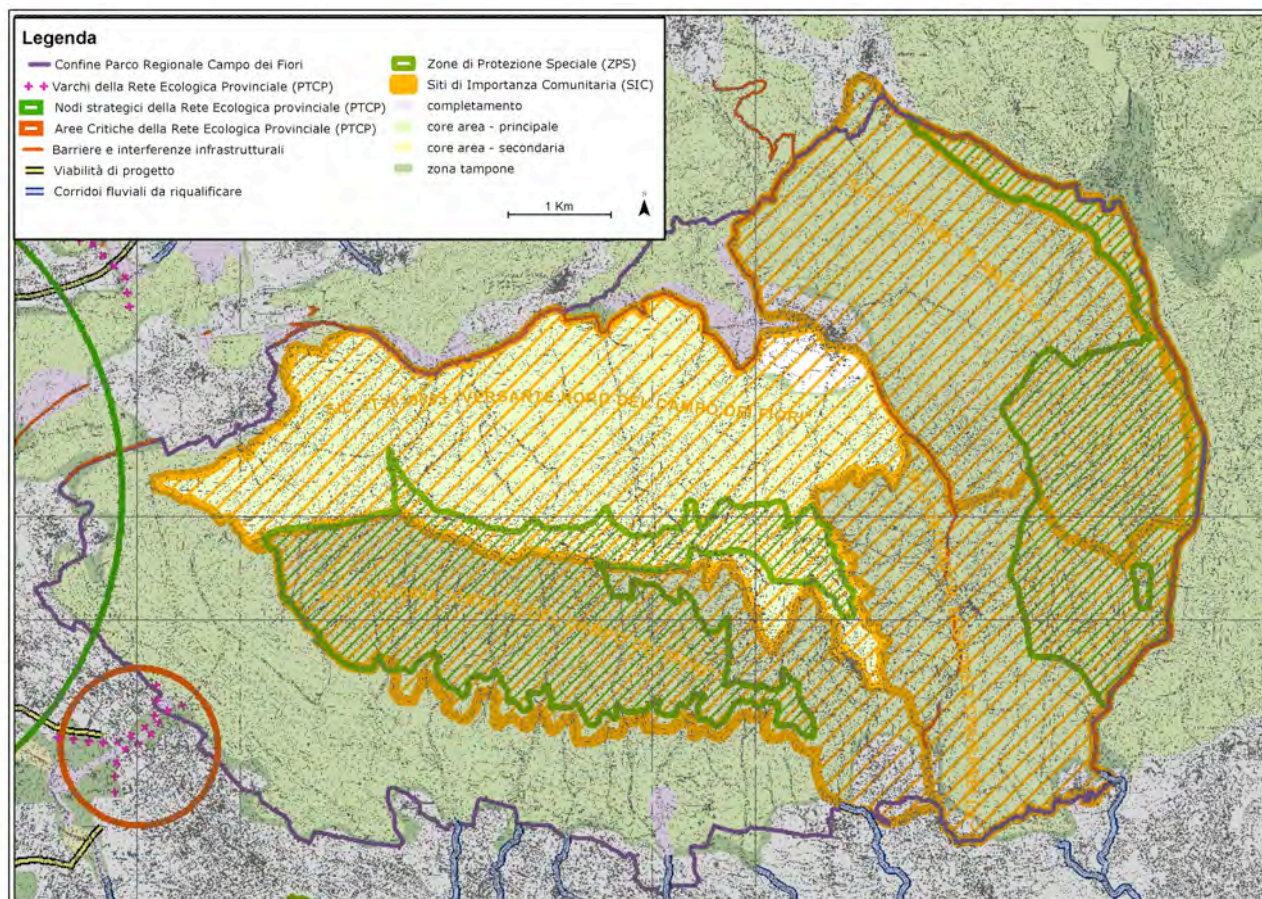 Legenda
Confine Parco Regionale Campo dei Fiori
Varchi della Rete Ecologica Provinciale (PTCP)
Nodi strategici della Rete Ecologica provinciale (PTCP)
Aree Critiche della Rete Ecologica Provinciale (PTCP)
Barriere e interferenze infrastrutturali
Viabilità di progetto
Corridoi fluviali da riqualificare
Zone di Protezione Speciale (ZPS)
Siti di Importanza Comunitaria (SIC)
completamento
core area - principale
core area - secondaria
zona tampone
N
1 Km
"VERSANTE NORD DEL CAMPO DEI FIORI"